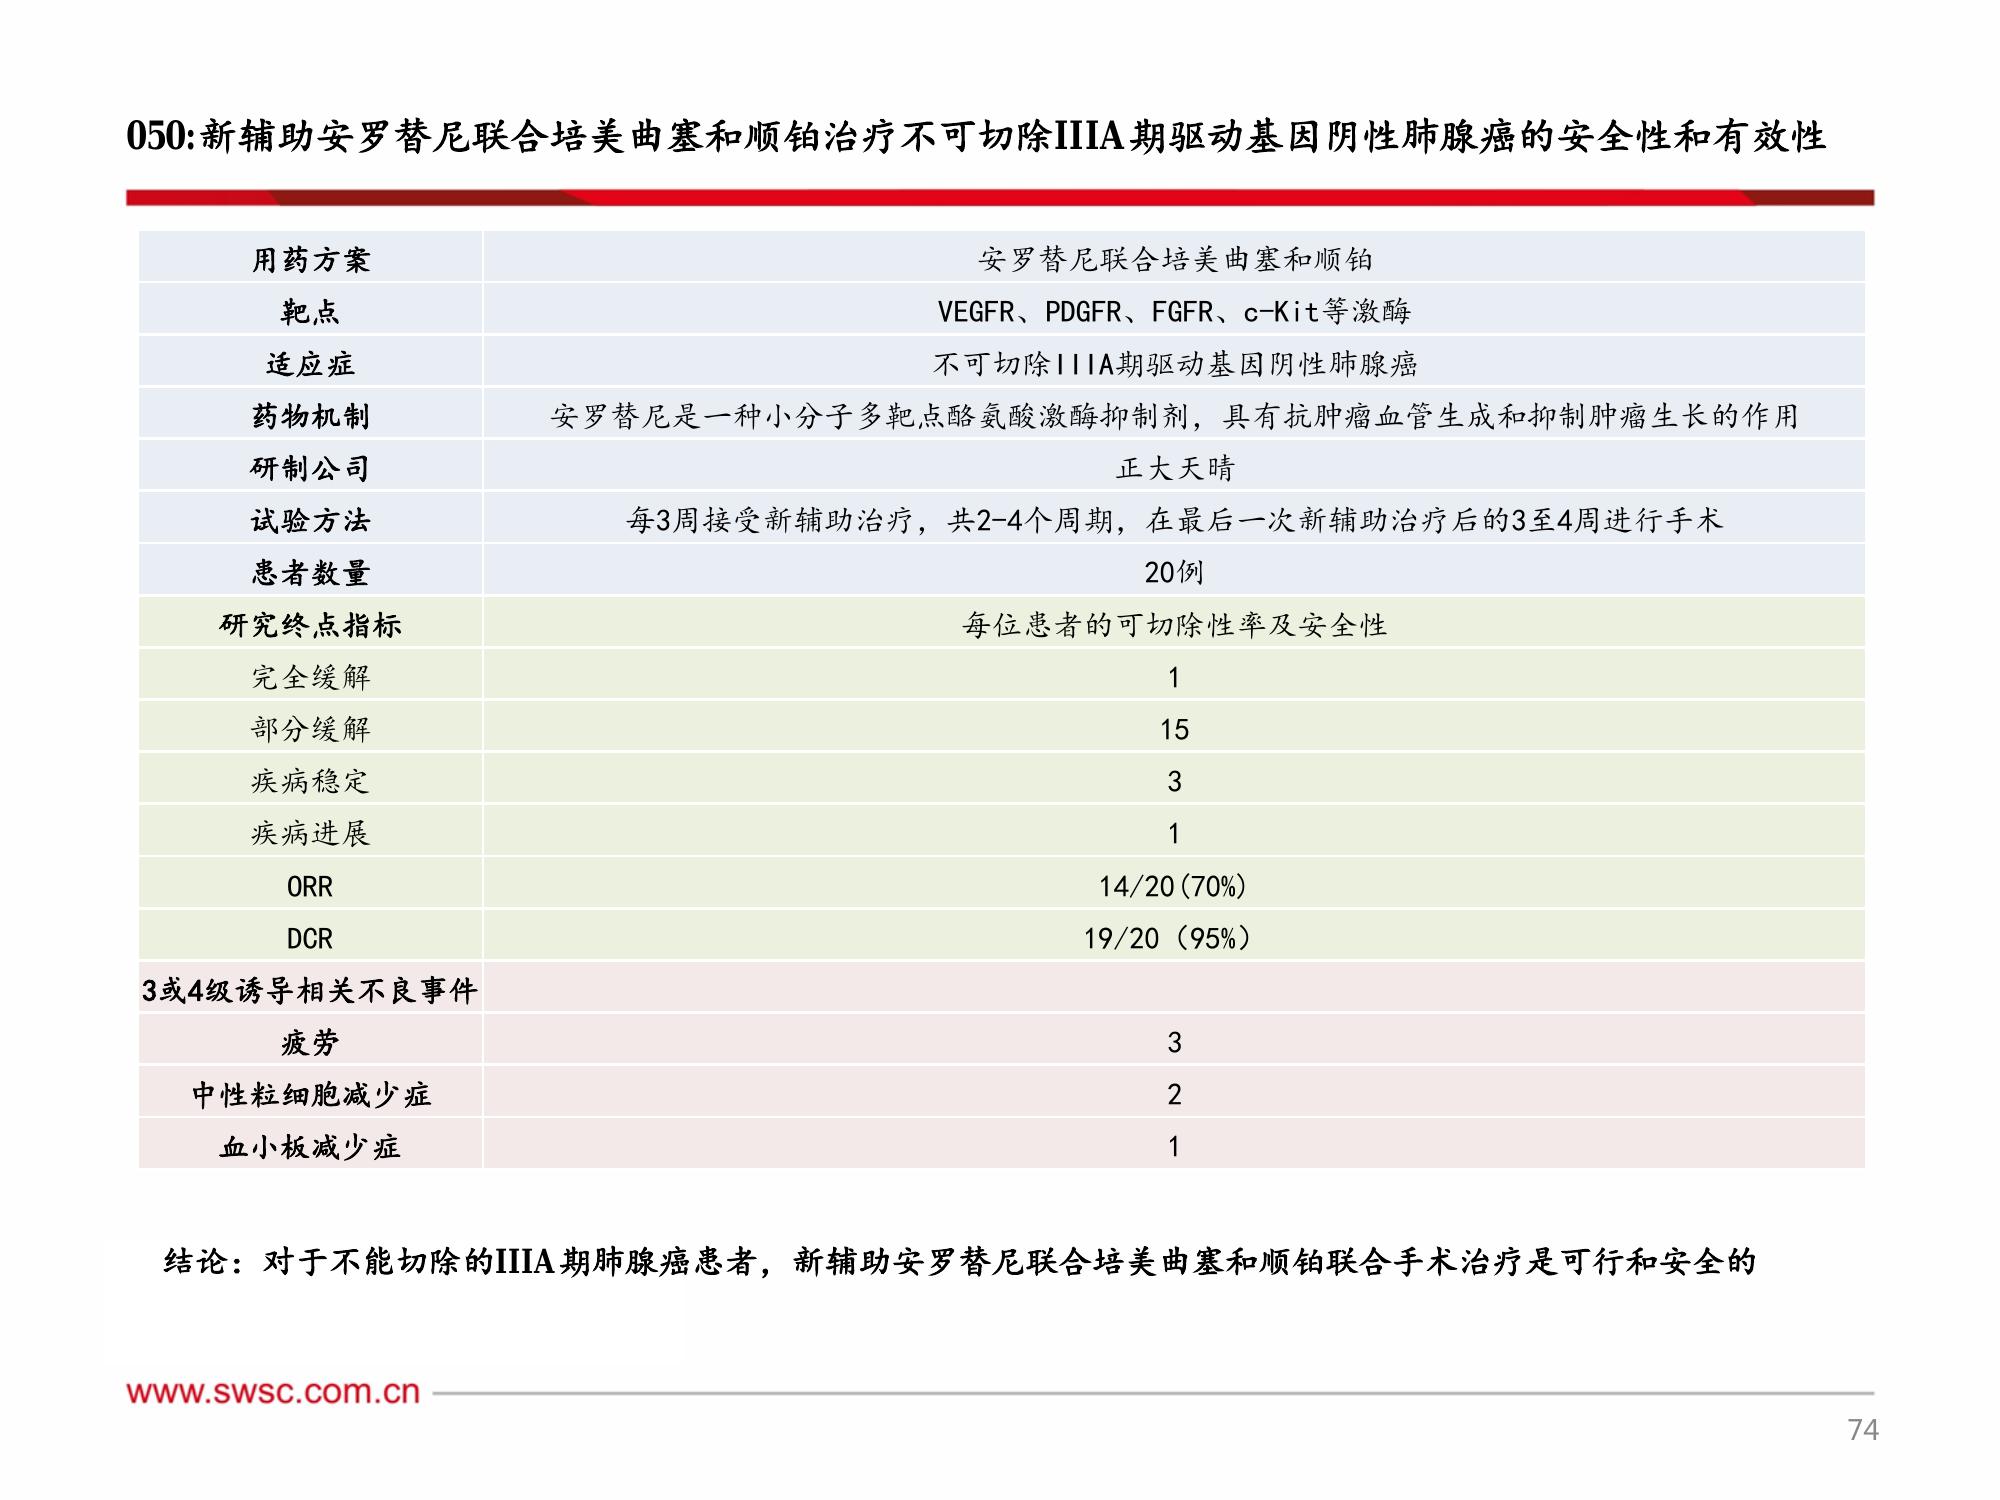 050:新辅助安罗替尼联合培美曲塞和顺铂治疗不可切除IIIA期驱动基因阴性肺腺癌的安全性和有效性
用药方案 安罗替尼联合培美曲塞和顺铂
靶点 VEGFR、PDGFR、FGFR、c-Kit等激酶
适应症 不可切除IIIA期驱动基因阴性肺腺癌
药物机制 安罗替尼是一种小分子多靶点酪氨酸激酶抑制剂，具有抗肿瘤血管生成和抑制肿瘤生长的作用
研制公司 正大天晴
试验方法 每3周接受新辅助治疗，共2-4个周期，在最后一次新辅助治疗后的3至4周进行手术
患者数量 20例
研究终点指标 每位患者的可切除性率及安全性
完全缓解 1
部分缓解 15
疾病稳定 3
疾病进展 1
ORR 14/20(70%)
DCR 19/20（95%）
3或4级诱导相关不良事件
疲劳 3
中性粒细胞减少症 2
血小板减少症 1
结论：对于不能切除的IIIA期肺腺癌患者，新辅助安罗替尼联合培美曲塞和顺铂联合手术治疗是可行和安全的
www.swsc.com.cn
74